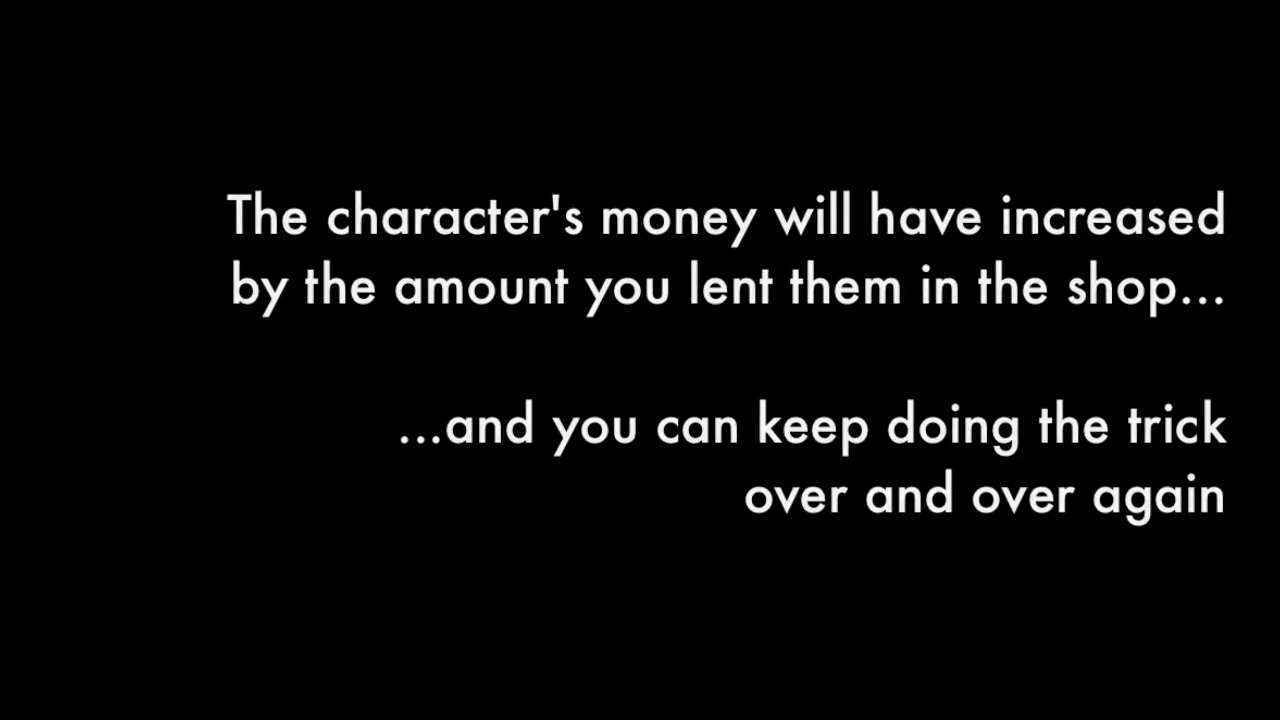 The character's money will have increased
by the amount you lent them in the shop...
...and you can keep doing the trick
over and over again